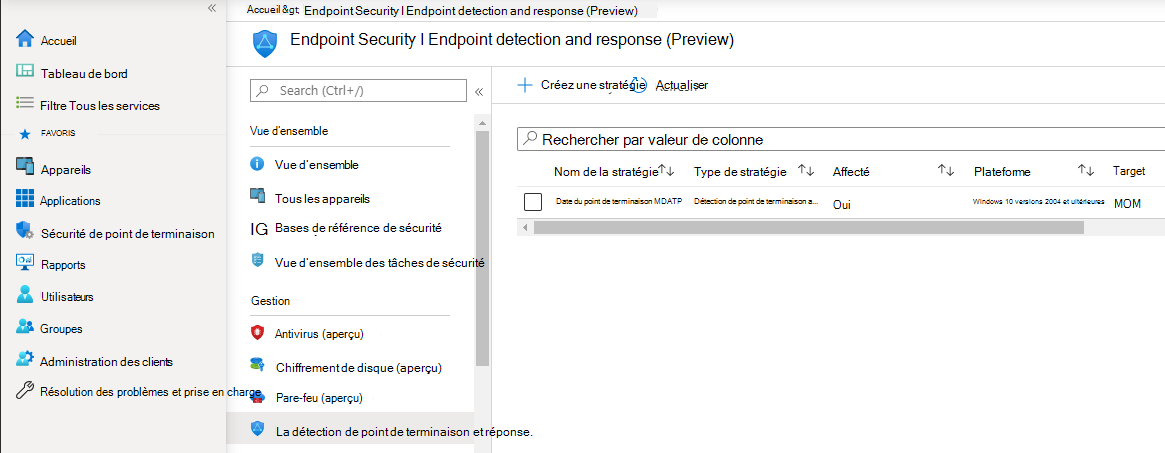 Accueil &gt; Endpoint Security I Endpoint detection and response (Preview)
Endpoint Security I Endpoint detection and response (Preview)
Accueil
Tableau de bord
Filtre Tous les services
FAVORIS
Appareils
Applications
Sécurité de point de terminaison
Rapports
Utilisateurs
Groupes
Administration des clients
Résolution des problèmes et prise en charge
Search (Ctrl+/)
Vue d'ensemble
Vue d'ensemble
Tous les appareils
IG Bases de référence de sécurité
Vue d'ensemble des tâches de sécurité
Gestion
Antivirus (aperçu)
Chiffrement de disque (aperçu)
Pare-feu (aperçu)
La détection de point de terminaison et réponse.
Créez une stratégie Actualiser
Rechercher par valeur de colonne
Nom de la stratégie Type de stratégie Affecté Plateforme Target
Date du point de terminaison MDATP Détection de point de terminaison a... Oui Windows 10 versions 2004 et ultérieures MOM